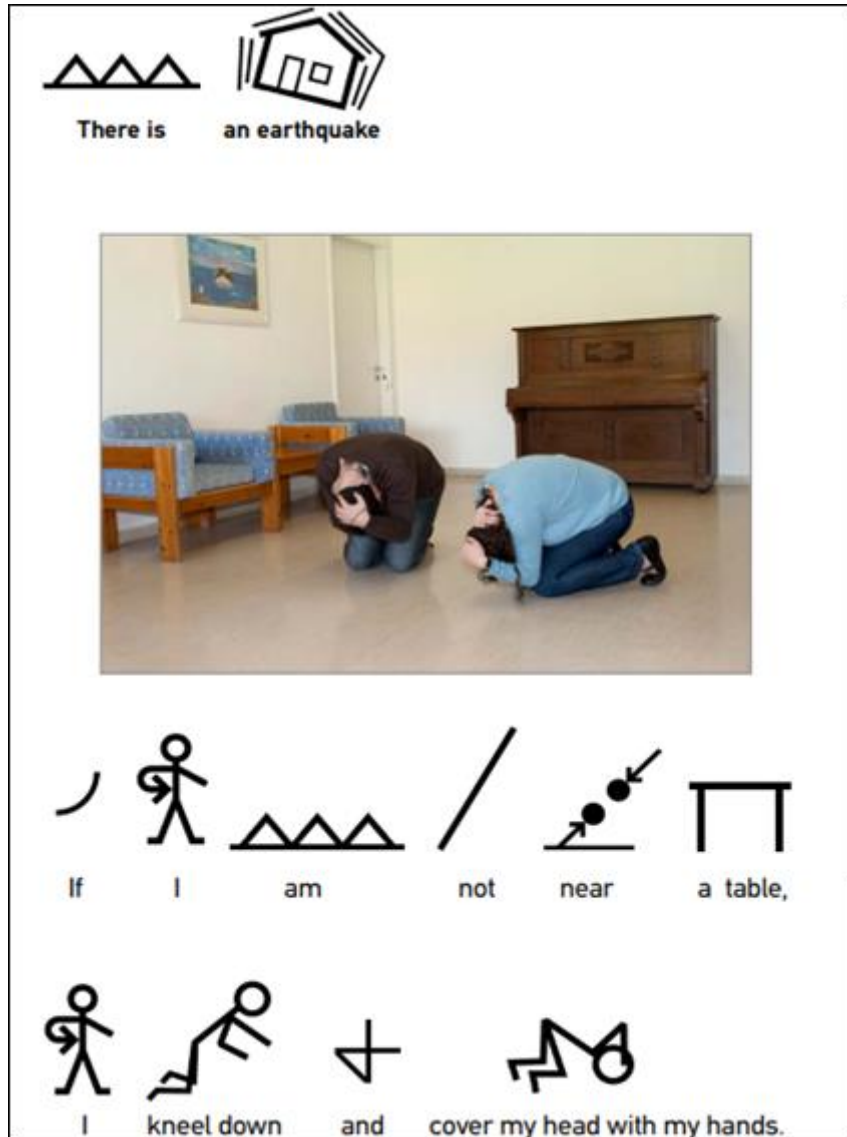 There is an earthquake
If I am not near a table,
I kneel down and cover my head with my hands.